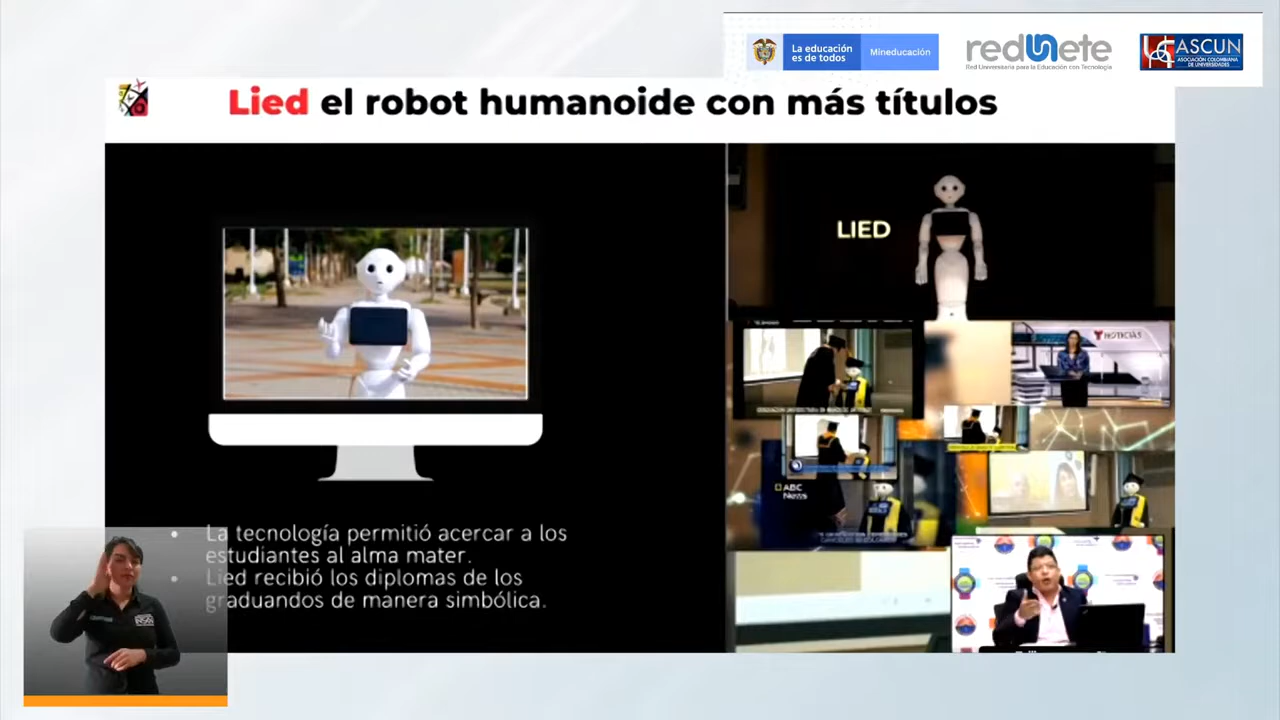 La educación
es de todos
Mineducación
redUnete
Red Universitaria para la Educación con Tecnología
ASCUN
ASOCIACIÓN COLOMBIANA
DE UNIVERSIDADES
Lied el robot humanoide con más títulos
LIED
NOTICIAS
ABC
News
• La tecnología permitió acercar a los
estudiantes al alma mater.
• Lied recibió los diplomas de los
graduandos de manera simbólica.